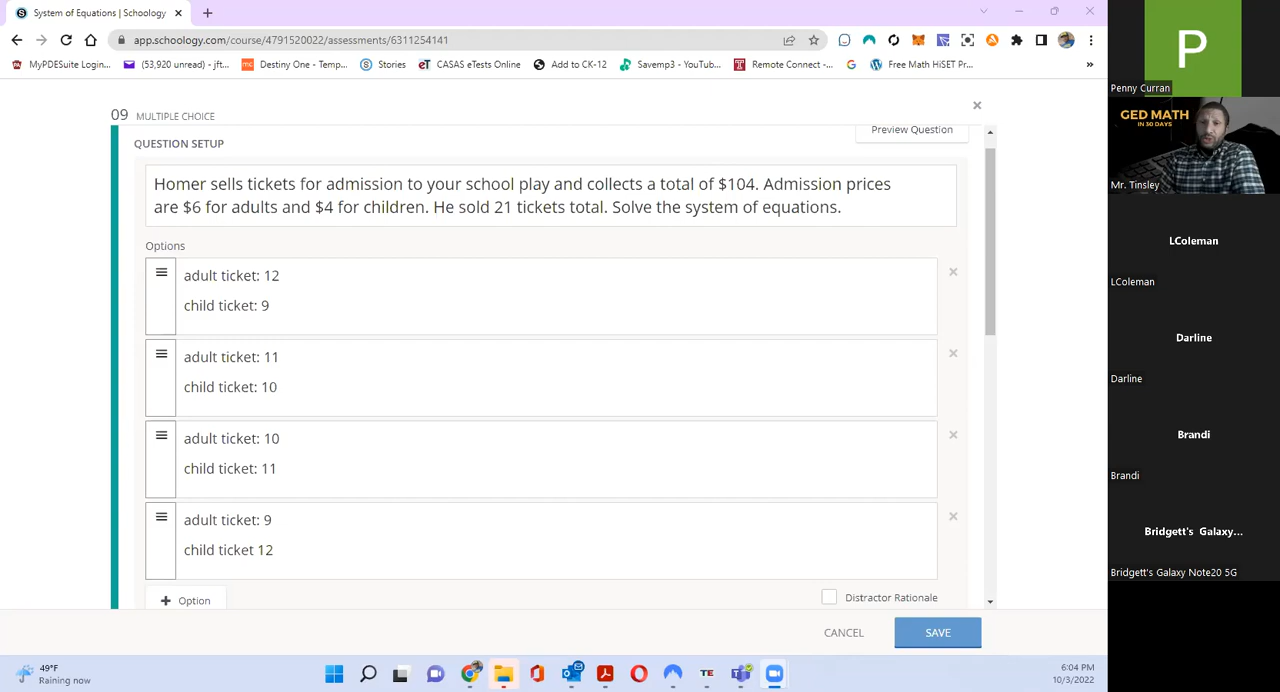 System of Equations | Schoology
app.schoology.com/course/4791520022/assessments/6311254141
MyPDESuite Login...
(53,920 unread) - jft...
Destiny One - Temp...
Stories
CASAS eTests Online
Add to CK-12
Savemp3 - YouTub...
Remote Connect -...
Free Math HiSET Pr...
»
09 MULTIPLE CHOICE
QUESTION SETUP
Preview Question
Homer sells tickets for admission to your school play and collects a total of $104. Admission prices
are $6 for adults and $4 for children. He sold 21 tickets total. Solve the system of equations.
Options
adult ticket: 12
child ticket: 9
adult ticket: 11
child ticket: 10
adult ticket: 10
child ticket: 11
adult ticket: 9
child ticket 12
+ Option
Distractor Rationale
CANCEL
SAVE
49°F
Raining now
6:04 PM
10/3/2022
P
Penny Curran
GED MATH
IN 30 DAYS
Mr. Tinsley
LColeman
LColeman
Darline
Darline
Brandi
Brandi
Bridgett's Galaxy...
Bridgett's Galaxy Note20 5G